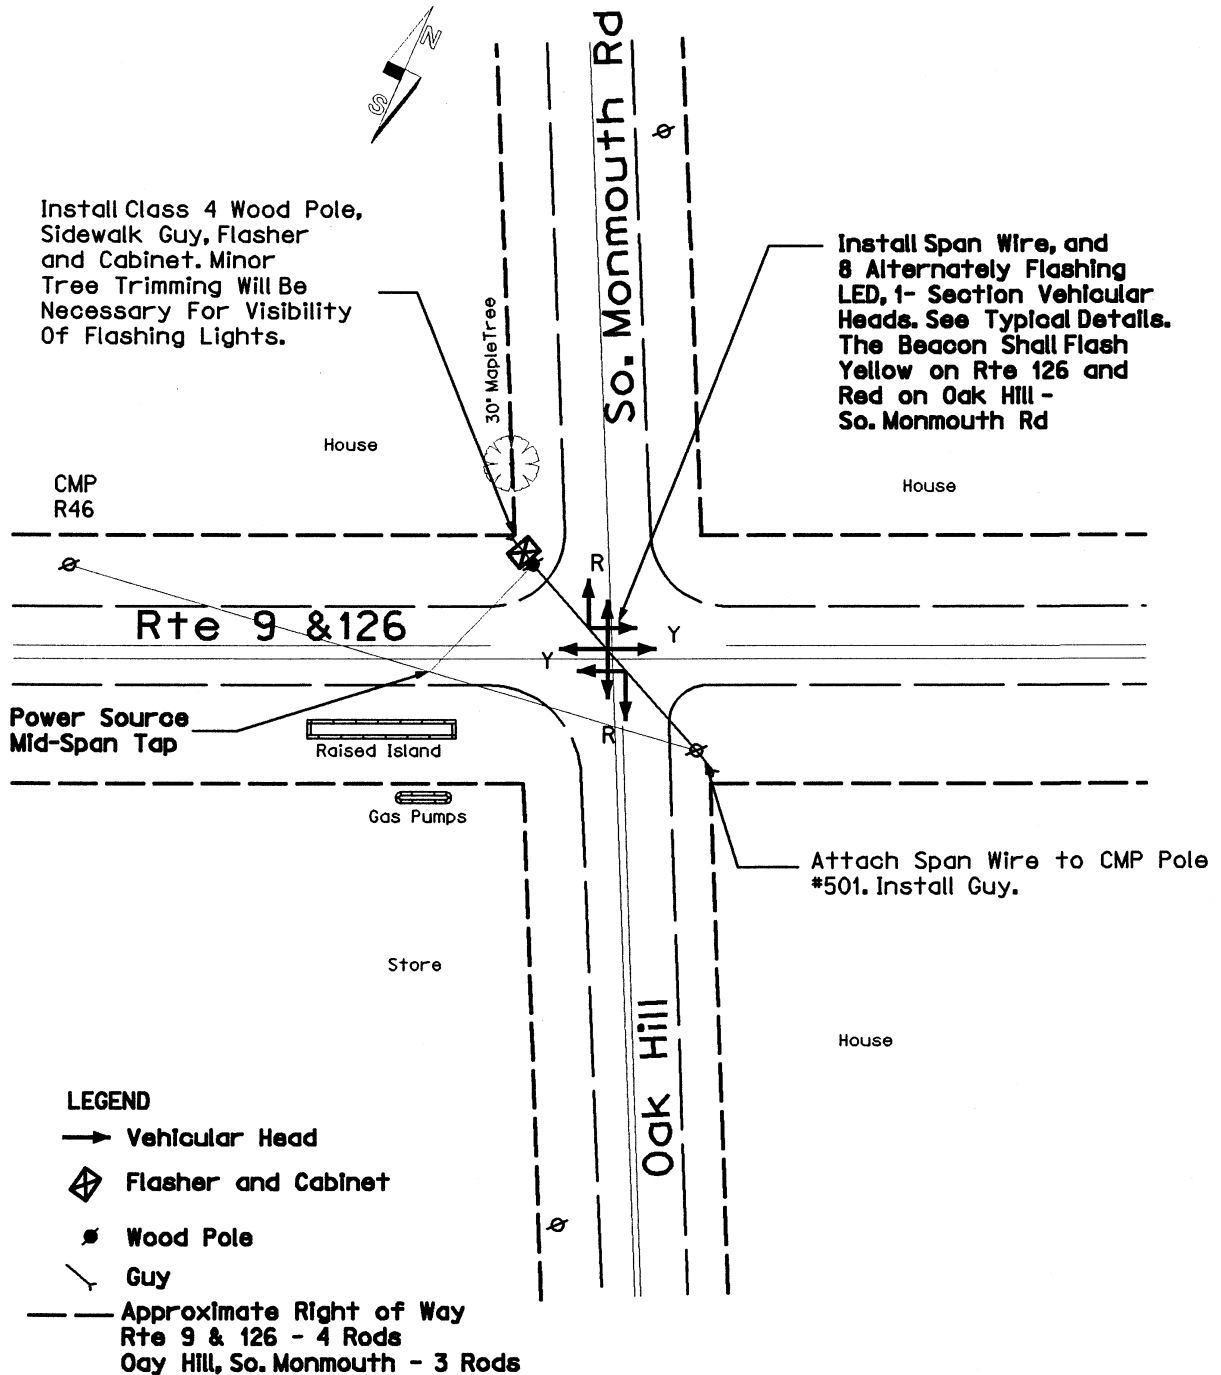 N
S
So. Monmouth Rd
Install Class 4 Wood Pole,
Sidewalk Guy, Flasher
and Cabinet. Minor
Tree Trimming Will Be
Necessary For Visibility
Of Flashing Lights.
Install Span Wire, and
8 Alternately Flashing
LED, 1- Section Vehicular
Heads. See Typical Details.
The Beacon Shall Flash
Yellow on Rte 126 and
Red on Oak Hill -
So. Monmouth Rd
30" Maple Tree
House
House
CMP
R46
R
Rte 9 &126
Y
Y
Power Source
Mid-Span Tap
R
Raised Island
Gas Pumps
Attach Span Wire to CMP Pole
#501. Install Guy.
Store
Oak Hill
House
LEGEND
Vehicular Head
Flasher and Cabinet
Wood Pole
Guy
Approximate Right of Way
Rte 9 & 126 - 4 Rods
Oay Hill, So. Monmouth - 3 Rods